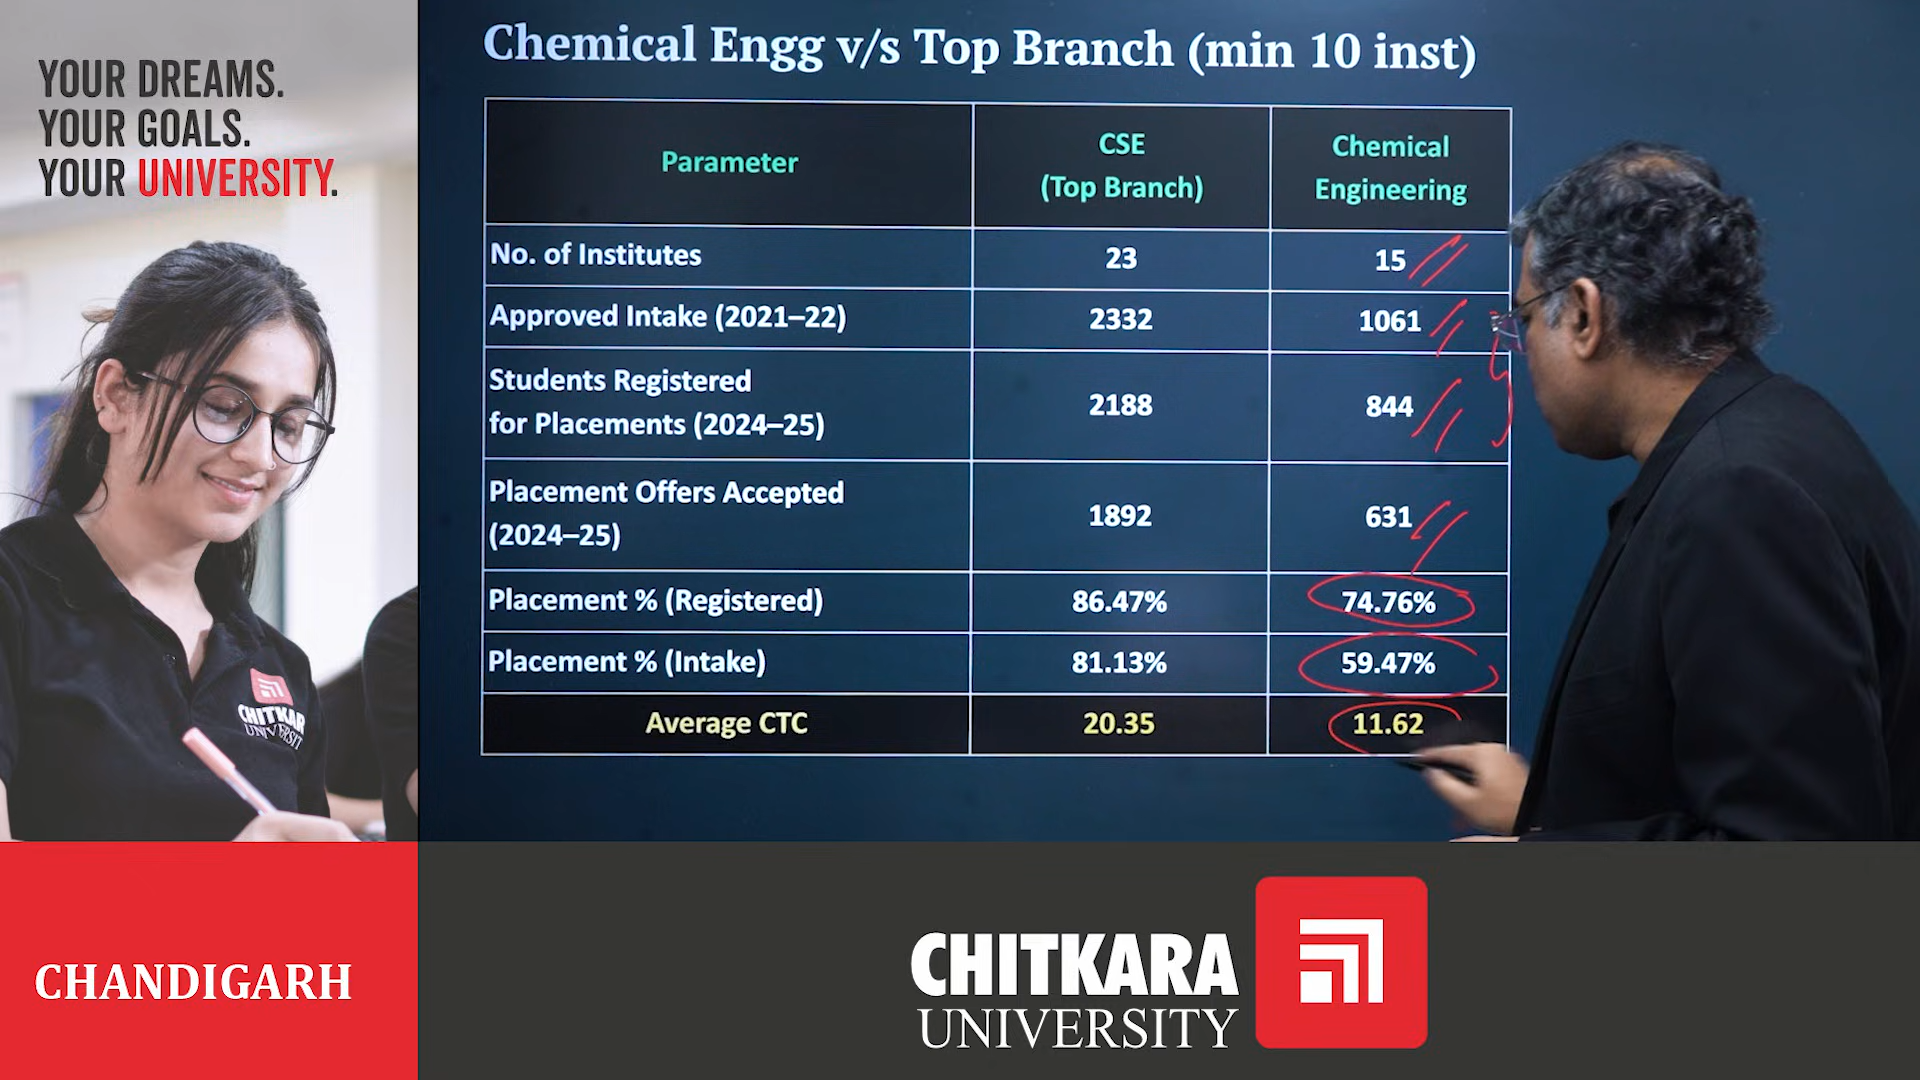 YOUR DREAMS.
YOUR GOALS.
YOUR UNIVERSITY.
CHITKAR
UNIVERSIT
CHANDIGARH
Chemical Engg v/s Top Branch (min 10 inst)
Parameter
CSE
(Top Branch)
Chemical
Engineering
No. of Institutes
23
15
Approved Intake (2021–22)
2332
1061
Students Registered
for Placements (2024–25)
2188
844
Placement Offers Accepted
(2024–25)
1892
631
Placement % (Registered)
86.47%
74.76%
Placement % (Intake)
81.13%
59.47%
Average CTC
20.35
11.62
CHITKARA
UNIVERSITY